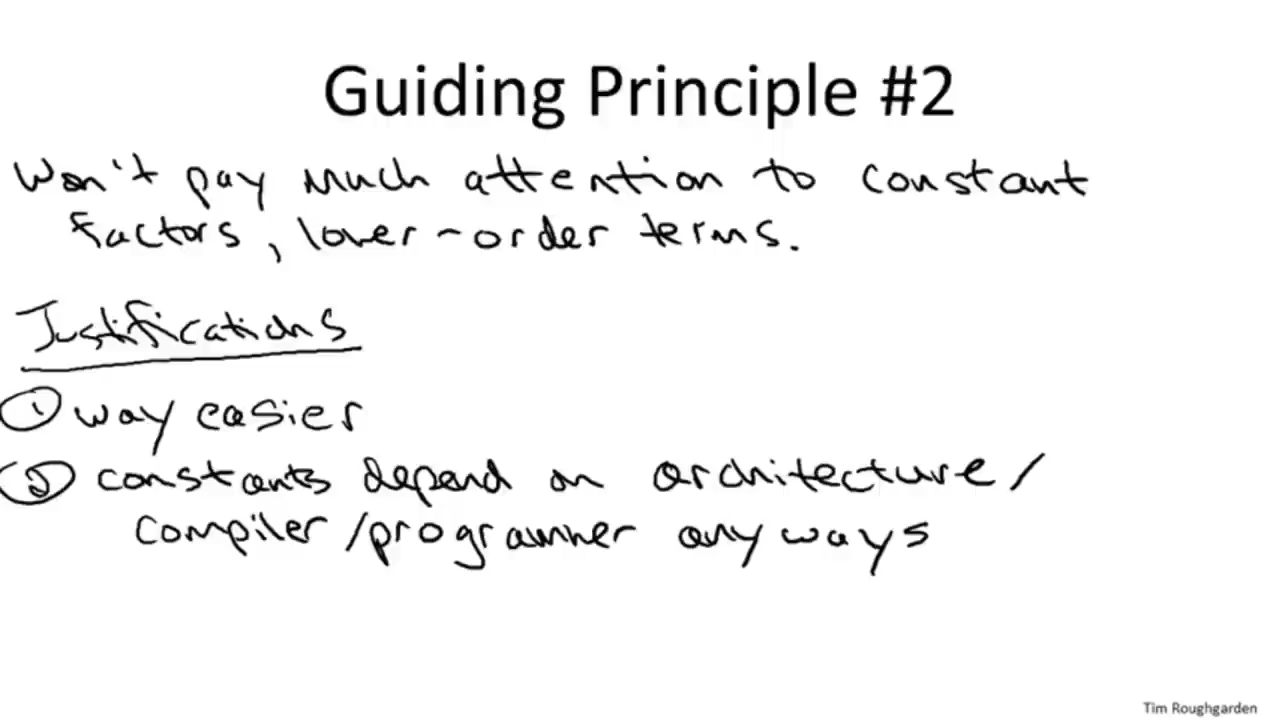 Guiding Principle #2
Won't pay much attention to constant
factors, lower-order terms.
Justifications
① way easier
② constants depend on architecture/
compiler/programmer anyways
Tim Roughgarden